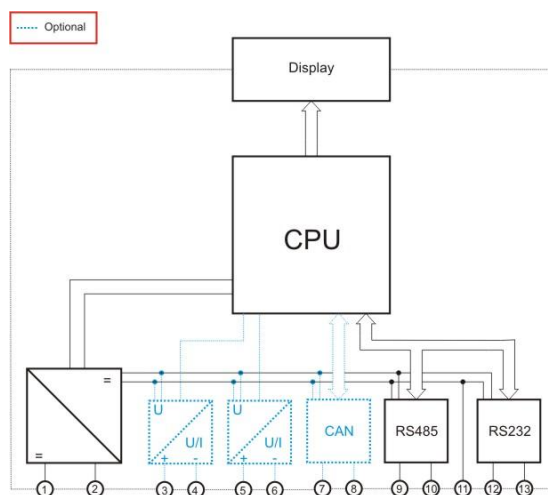 Optional
Display
CPU
=
=
U
U/I
+ -
U
U/I
+ -
CAN
RS485
RS232
1 2 3 4 5 6 7 8 9 10 11 12 13